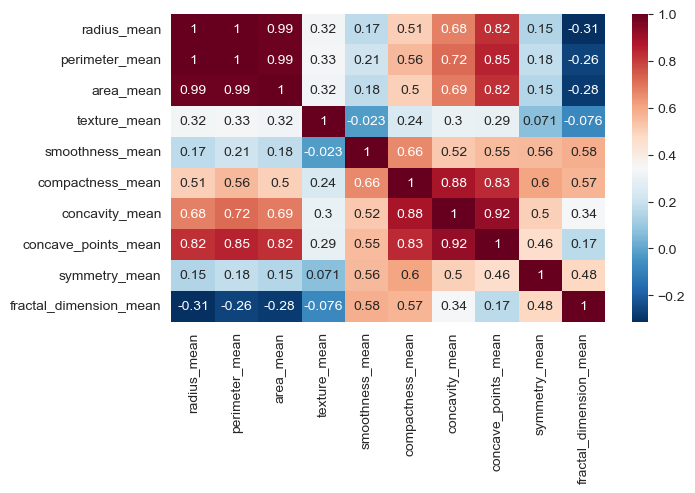 radius_mean 1 1 0.99 0.32 0.17 0.51 0.68 0.82 0.15 -0.31
perimeter_mean 1 1 0.99 0.33 0.21 0.56 0.72 0.85 0.18 -0.26
area_mean 0.99 0.99 1 0.32 0.18 0.5 0.69 0.82 0.15 -0.28
texture_mean 0.32 0.33 0.32 1 -0.023 0.24 0.3 0.29 0.071 -0.076
smoothness_mean 0.17 0.21 0.18 -0.023 1 0.66 0.52 0.55 0.56 0.58
compactness_mean 0.51 0.56 0.5 0.24 0.66 1 0.88 0.83 0.6 0.57
concavity_mean 0.68 0.72 0.69 0.3 0.52 0.88 1 0.92 0.5 0.34
concave_points_mean 0.82 0.85 0.82 0.29 0.55 0.83 0.92 1 0.46 0.17
symmetry_mean 0.15 0.18 0.15 0.071 0.56 0.6 0.5 0.46 1 0.48
fractal_dimension_mean -0.31 -0.26 -0.28 -0.076 0.58 0.57 0.34 0.17 0.48 1
radius_mean
perimeter_mean
area_mean
texture_mean
smoothness_mean
compactness_mean
concavity_mean
concave_points_mean
symmetry_mean
fractal_dimension_mean
1.0
0.8
0.6
0.4
0.2
0.0
−0.2